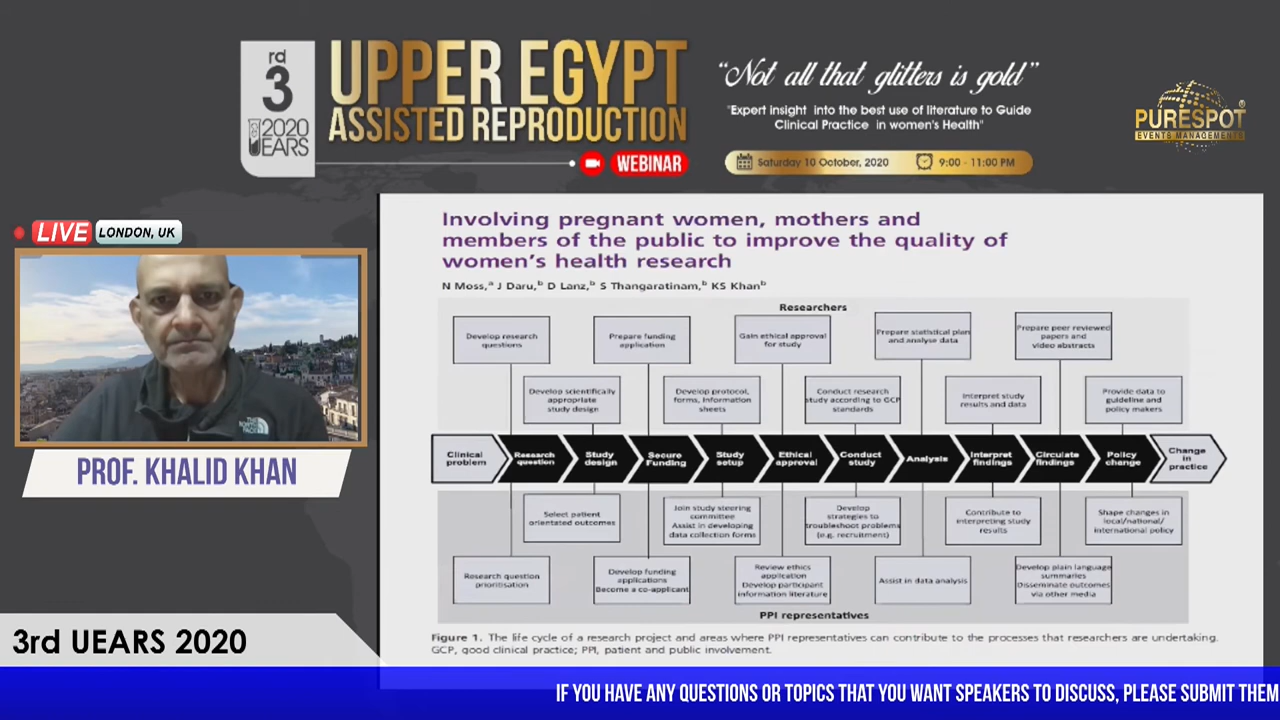 rd
3
2020
UEARS
UPPER EGYPT
ASSISTED REPRODUCTION
WEBINAR
“Not all that glitters is gold”
"Expert insight into the best use of literature to Guide
Clinical Practice in women's Health"
Saturday 10 October, 2020
9:00 - 11:00 PM
PURESPOT®
EVENTS MANAGEMENTS
LIVE
LONDON, UK
THE
NORTH
FACE
PROF. KHALID KHAN
Involving pregnant women, mothers and
members of the public to improve the quality of
women's health research
N Moss,ᵃ J Daru,ᵇ D Lanz,ᵇ S Thangaratinam,ᵇ KS Khanᵇ
Researchers
Develop research
questions
Prepare funding
application
Gain ethical approval
for study
Prepare statistical plan
and analyse data
Prepare peer reviewed
papers and
video abstracts
Develop scientifically
appropriate
study design
Develop protocol,
forms, information
sheets
Conduct research
study according to GCP
standards
Interpret study
results and data
Provide data to
guideline and
policy makers
Clinical
problem
Research
question
Study
design
Secure
Funding
Study
setup
Ethical
approval
Conduct
study
Analysis
Interpret
findings
Circulate
findings
Policy
change
Change
in
practice
Select patient
orientated outcomes
Join study steering
committee
Assist in developing
data collection forms
Develop
strategies to
troubleshoot problems
(e.g. recruitment)
Contribute to
interpreting study
results
Shape changes in
local/national/
international policy
Research question
prioritisation
Develop funding
applications
Become a co-applicant
Review ethics
application
Develop participant
information literature
Assist in data analysis
Develop plain language
summaries
Disseminate outcomes
via other media
PPI representatives
Figure 1. The life cycle of a research project and areas where PPI representatives can contribute to the processes that researchers are undertaking.
GCP, good clinical practice; PPI, patient and public involvement.
3rd UEARS 2020
IF YOU HAVE ANY QUESTIONS OR TOPICS THAT YOU WANT SPEAKERS TO DISCUSS, PLEASE SUBMIT THEM